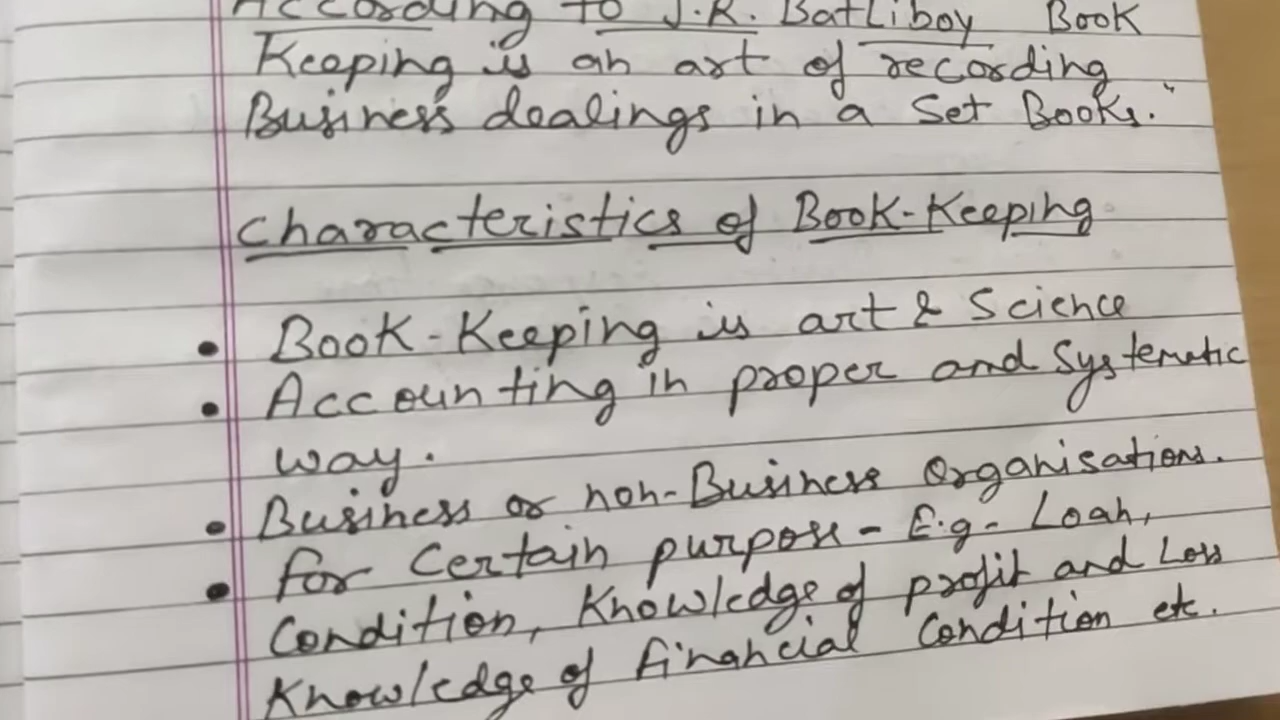 According to J.R. Batliboy Book
Keeping is an art of recording
Business dealings in a Set Books."
Characteristics of Book-Keeping
• Book-Keeping is art & Science
• Accounting in proper and Systematic
way.
• Business or non-Business Organisations.
• for Certain purpose - E.g- Loan,
Condition, Knowledge of profit and Loss
Knowledge of financial Condition etc.